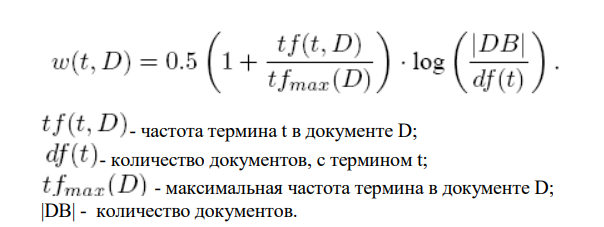 w(t, D) = 0.5 (1 + tf(t, D) / tf_max(D)) · log (|DB| / df(t)) .
tf(t, D)- частота термина t в документе D;
df(t)- количество документов, с термином t;
tf_max(D) - максимальная частота термина в документе D;
|DB| - количество документов.